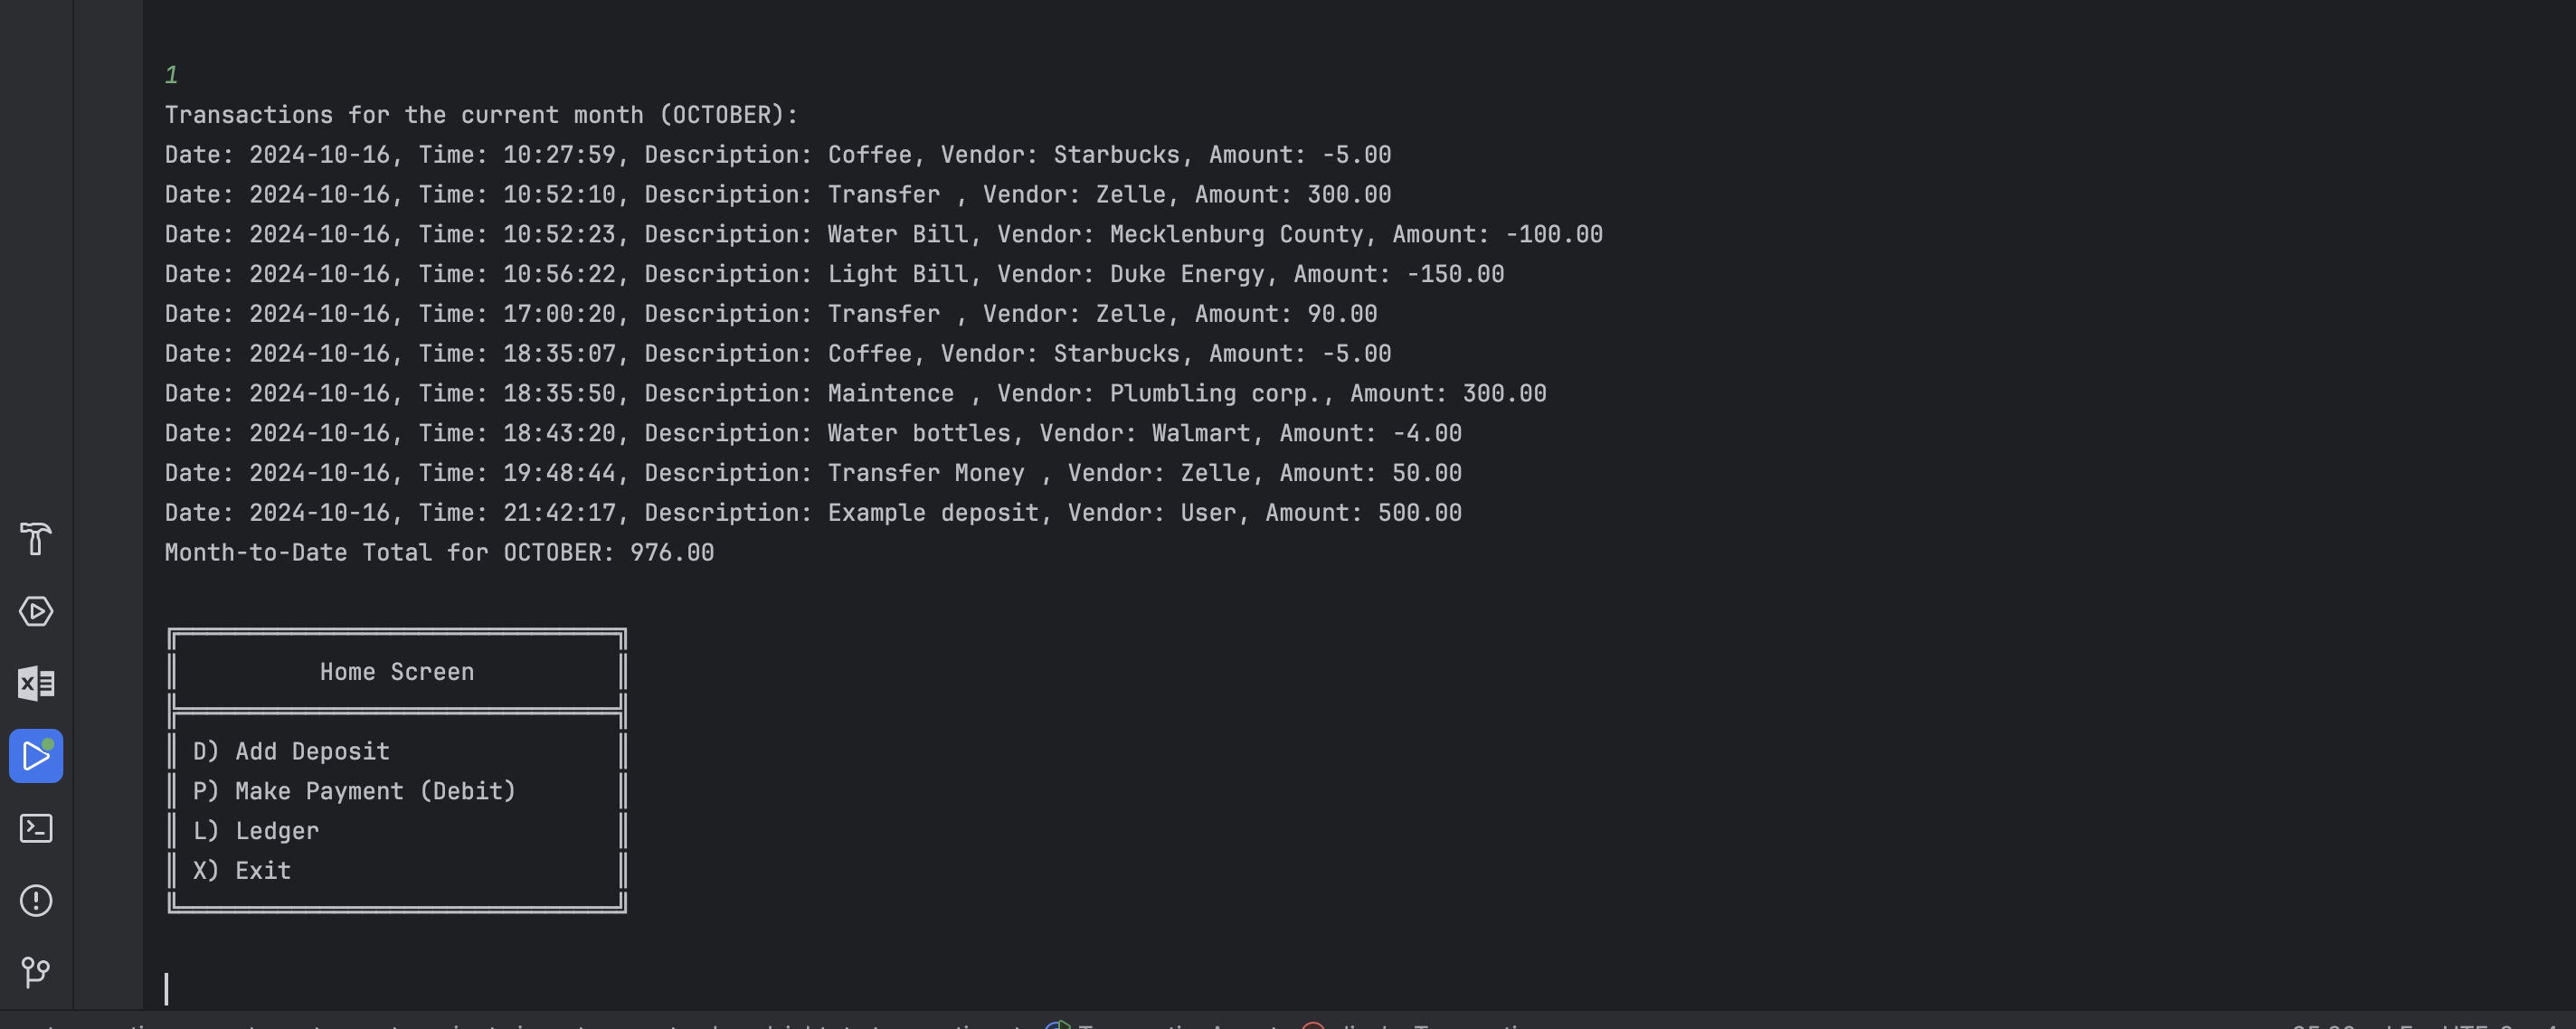 1
Transactions for the current month (OCTOBER):
Date: 2024-10-16, Time: 10:27:59, Description: Coffee, Vendor: Starbucks, Amount: -5.00
Date: 2024-10-16, Time: 10:52:10, Description: Transfer , Vendor: Zelle, Amount: 300.00
Date: 2024-10-16, Time: 10:52:23, Description: Water Bill, Vendor: Mecklenburg County, Amount: -100.00
Date: 2024-10-16, Time: 10:56:22, Description: Light Bill, Vendor: Duke Energy, Amount: -150.00
Date: 2024-10-16, Time: 17:00:20, Description: Transfer , Vendor: Zelle, Amount: 90.00
Date: 2024-10-16, Time: 18:35:07, Description: Coffee, Vendor: Starbucks, Amount: -5.00
Date: 2024-10-16, Time: 18:35:50, Description: Maintence , Vendor: Plumbling corp., Amount: 300.00
Date: 2024-10-16, Time: 18:43:20, Description: Water bottles, Vendor: Walmart, Amount: -4.00
Date: 2024-10-16, Time: 19:48:44, Description: Transfer Money , Vendor: Zelle, Amount: 50.00
Date: 2024-10-16, Time: 21:42:17, Description: Example deposit, Vendor: User, Amount: 500.00
Month-to-Date Total for OCTOBER: 976.00
Home Screen
D) Add Deposit
P) Make Payment (Debit)
L) Ledger
X) Exit